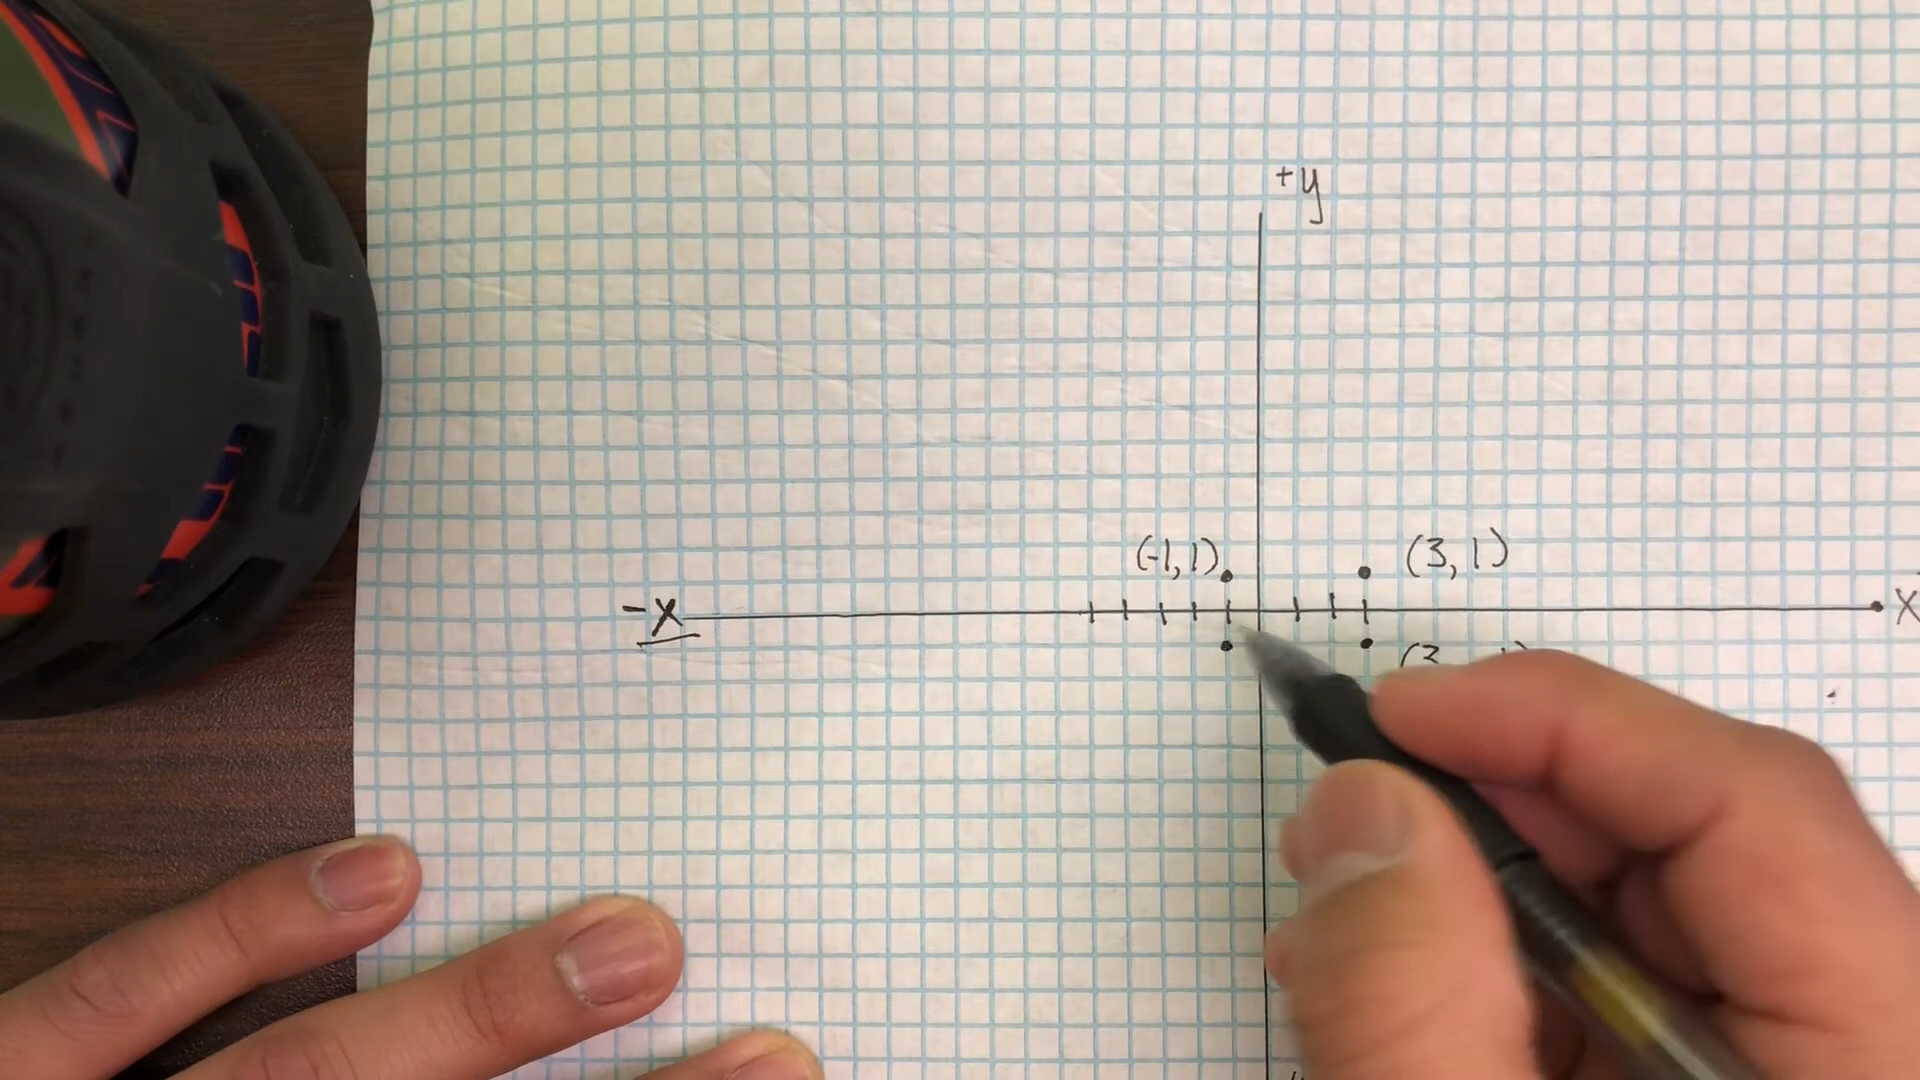 +y
(-1,1)
(3,1)
-x
x